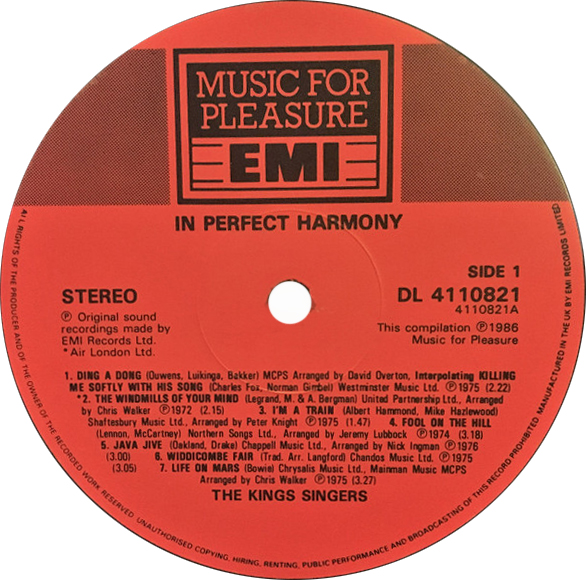 MUSIC FOR
PLEASURE
EMI
IN PERFECT HARMONY
SIDE 1
STEREO
DL 4110821
4110821A
℗ Original sound
recordings made by
EMI Records Ltd.
*Air London Ltd.
This compilation ℗1986
Music for Pleasure
1. DING A DONG (Ouwens, Luikinga, Bakker) MCPS Arranged by David Overton, Interpolating KILLING
ME SOFTLY WITH HIS SONG (Charles Fox, Norman Gimbel) Westminster Music Ltd. ℗1975 (2.22)
*2. THE WINDMILLS OF YOUR MIND (Legrand, M. & A. Bergman) United Partnership Ltd., Arranged
by Chris Walker ℗1972 (2.15) 3. I'M A TRAIN (Albert Hammond, Mike Hazlewood)
Shaftesbury Music Ltd., Arranged by Peter Knight ℗1975 (1.47) 4. FOOL ON THE HILL
(Lennon, McCartney) Northern Songs Ltd., Arranged by Jeremy Lubbock ℗1974 (3.18)
5. JAVA JIVE (Oakland, Drake) Chappell Music Ltd., Arranged by Nick Ingman ℗1976
(3.00) 6. WIDDICOMBE FAIR (Trad. Arr. Langford) Chandos Music Ltd. ℗1975
(3.05) 7. LIFE ON MARS (Bowie) Chrysalis Music Ltd., Mainman Music MCPS
Arranged by Chris Walker ℗1975 (3.27)
THE KINGS SINGERS
ALL RIGHTS OF THE PRODUCER AND OF THE OWNER OF THE RECORDED WORK RESERVED. UNAUTHORISED COPYING, HIRING, RENTING, PUBLIC PERFORMANCE AND BROADCASTING OF THIS RECORD PROHIBITED. MANUFACTURED IN THE UK BY EMI RECORDS LIMITED